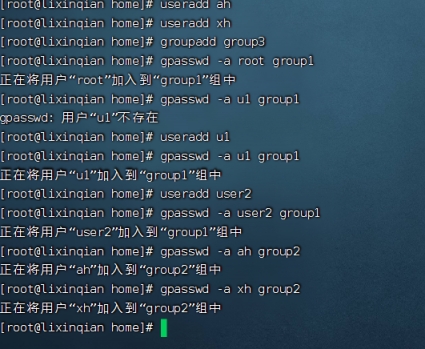 [root@lixinqian home]# useradd ah
[root@lixinqian home]# useradd xh
[root@lixinqian home]# groupadd group3
[root@lixinqian home]# gpasswd -a root group1
正在将用户“root”加入到“group1”组中
[root@lixinqian home]# gpasswd -a u1 group1
gpasswd: 用户“u1”不存在
[root@lixinqian home]# useradd u1
[root@lixinqian home]# gpasswd -a u1 group1
正在将用户“u1”加入到“group1”组中
[root@lixinqian home]# useradd user2
[root@lixinqian home]# gpasswd -a user2 group1
正在将用户“user2”加入到“group1”组中
[root@lixinqian home]# gpasswd -a ah group2
正在将用户“ah”加入到“group2”组中
[root@lixinqian home]# gpasswd -a xh group2
正在将用户“xh”加入到“group2”组中
[root@lixinqian home]#